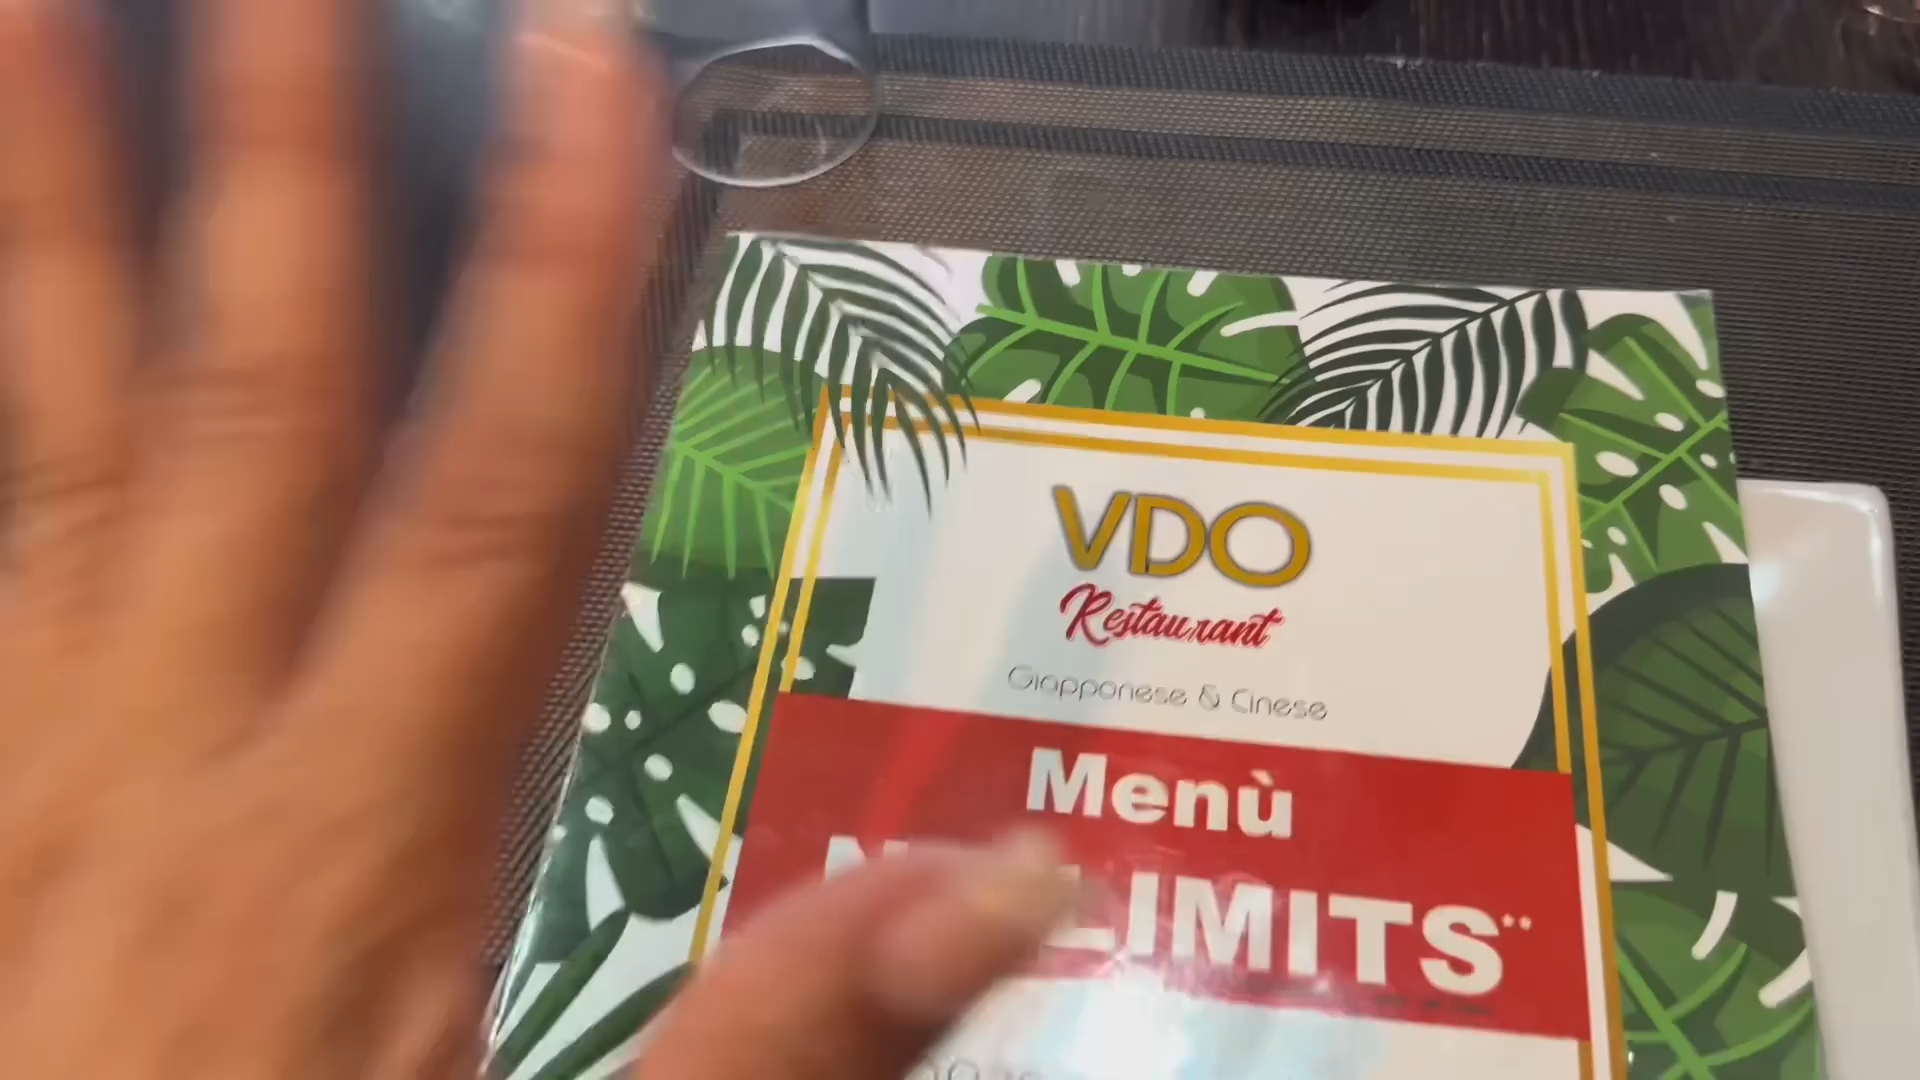 VDO
Restaurant
Giapponese & Cinese
Menù
LIMITS**